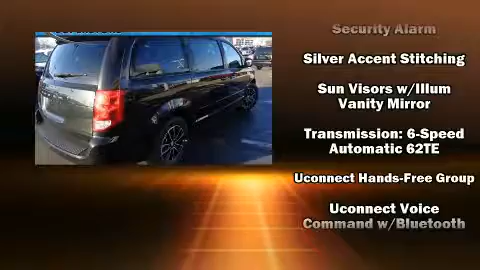 Security Alarm
Silver Accent Stitching
Sun Visors w/Illum
Vanity Mirror
Transmission: 6-Speed
Automatic 62TE
Uconnect Hands-Free Group
Uconnect Voice
Command w/Bluetooth